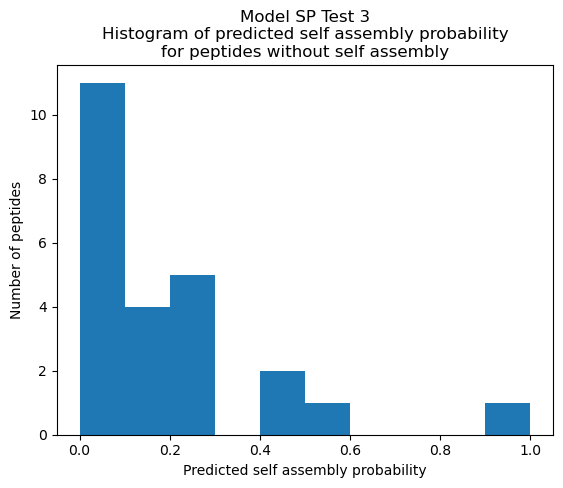 Model SP Test 3
Histogram of predicted self assembly probability
for peptides without self assembly
Number of peptides
10
8
6
4
2
0
0.0 0.2 0.4 0.6 0.8 1.0
Predicted self assembly probability